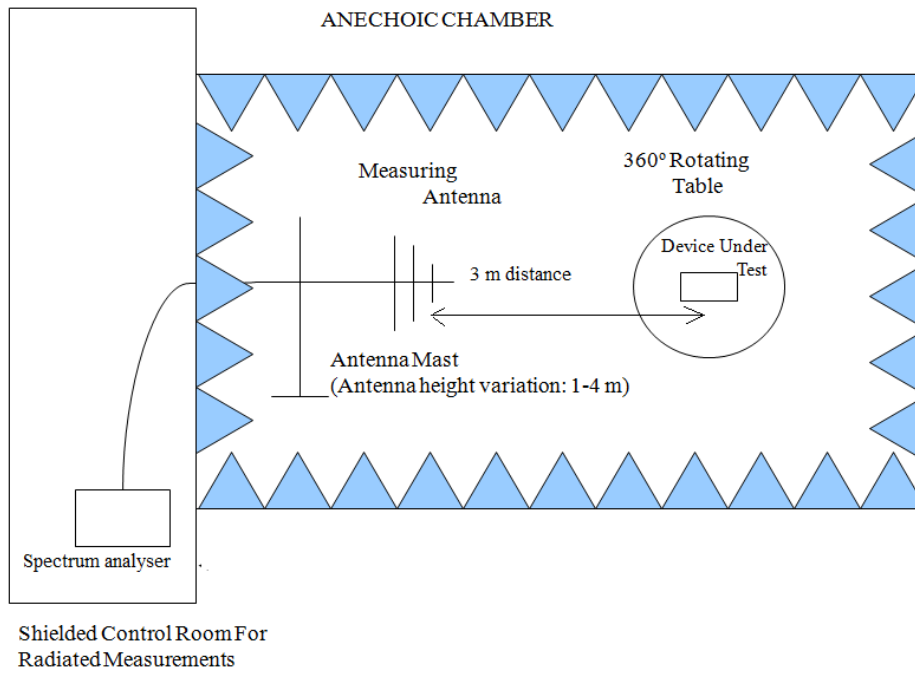 ANECHOIC CHAMBER
Measuring
Antenna
360º Rotating
Table
Device Under
Test
3 m distance
Antenna Mast
(Antenna height variation: 1-4 m)
Spectrum analyser
Shielded Control Room For
Radiated Measurements